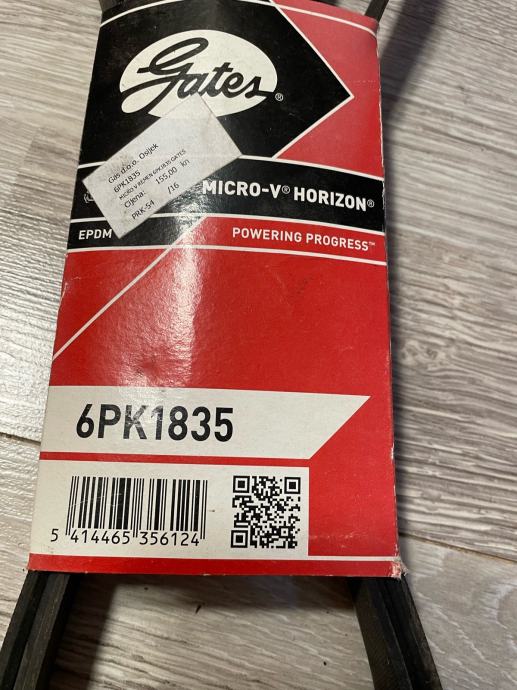 Gates®
Gas d.o.o. Osijek
6PK1835
MICRO V REMEN 6PK1835 GATES
Cijena: 155,00 kn
PRK-54 /16
MICRO-V® HORIZON®
EPDM
POWERING PROGRESS™
6PK1835
5 414465 356124